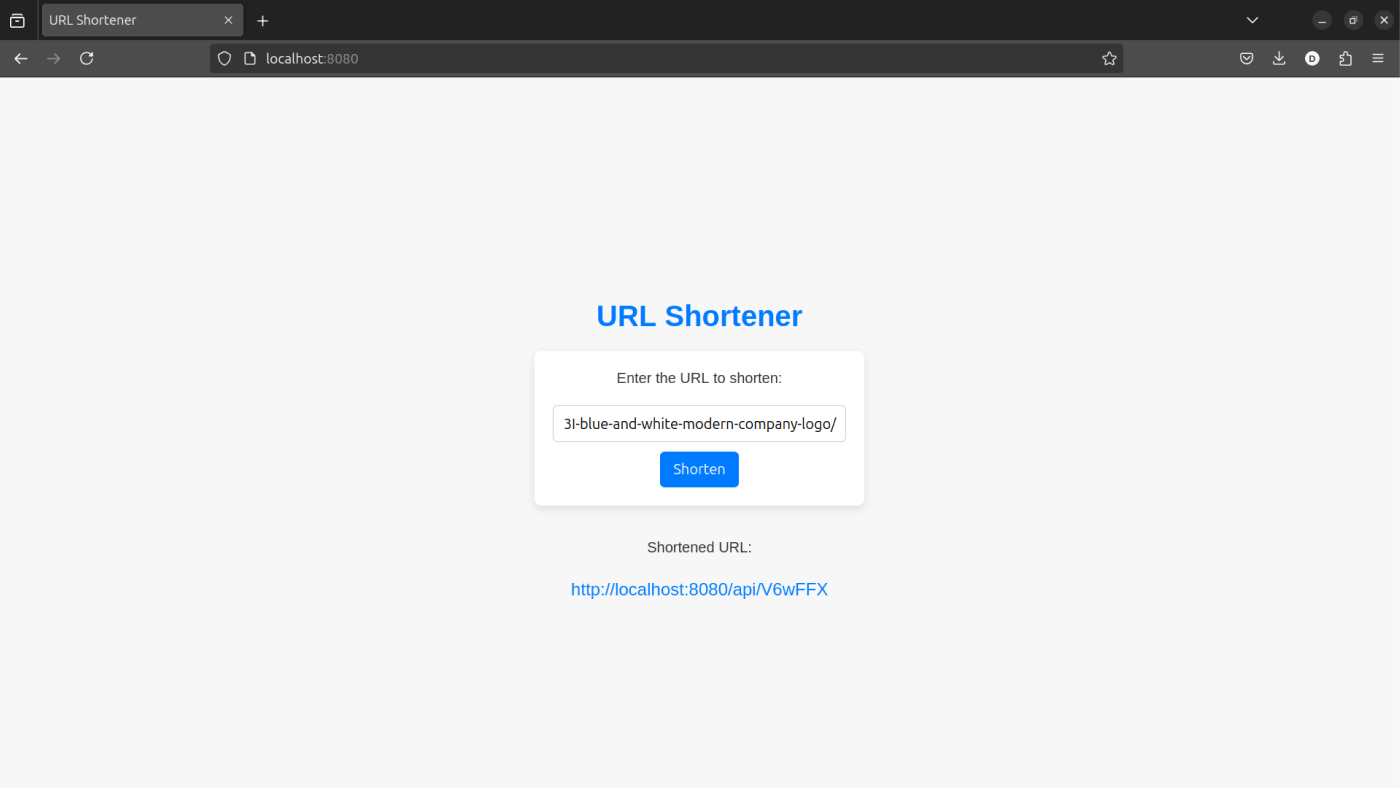 URL Shortener
localhost:8080
D
URL Shortener
Enter the URL to shorten:
3I-blue-and-white-modern-company-logo/
Shorten
Shortened URL:
http://localhost:8080/api/V6wFFX